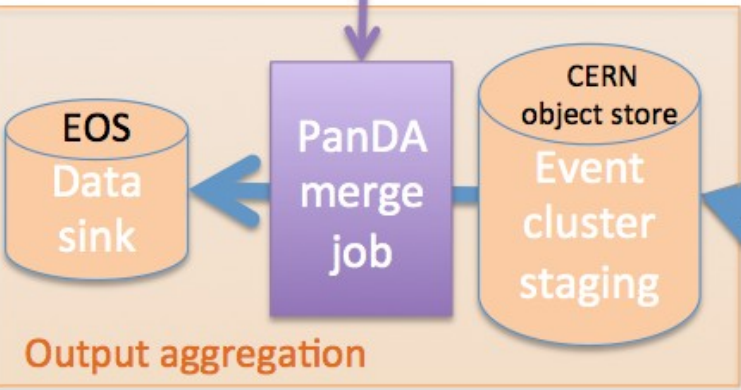 EOS
Data
sink
PanDA
merge
job
CERN
object store
Event
cluster
staging
Output aggregation